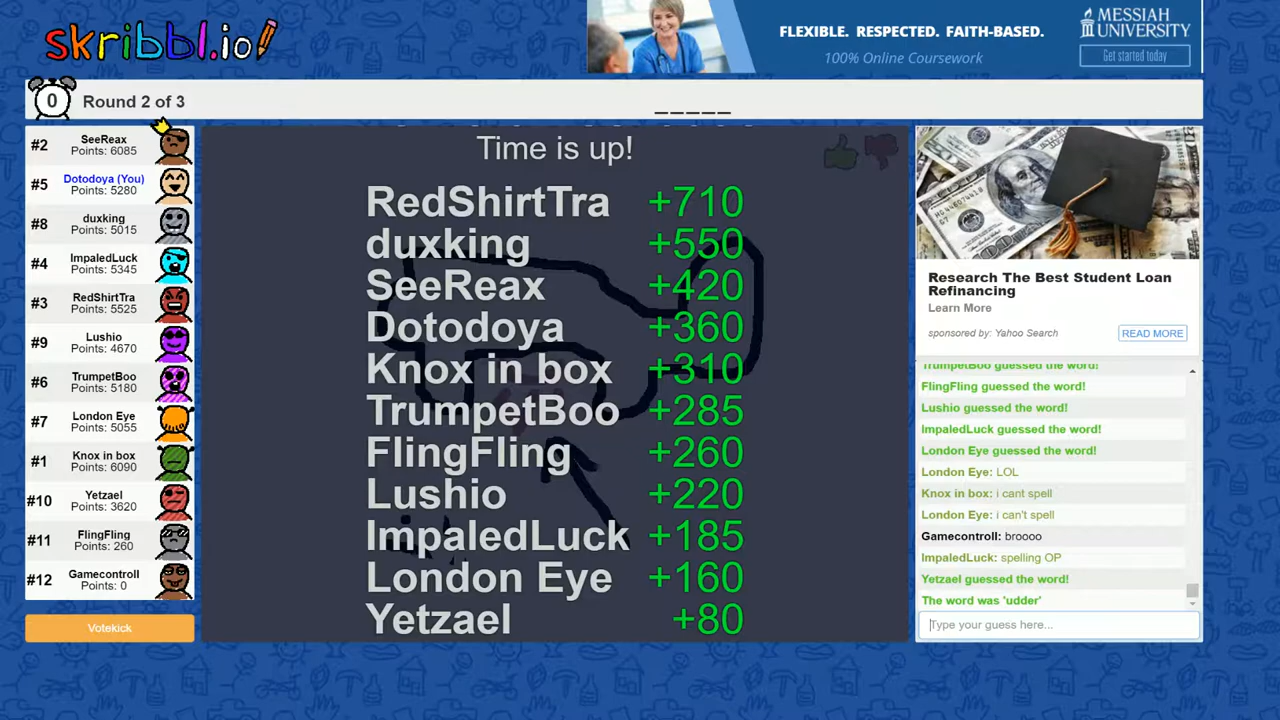 skribbl.io
FLEXIBLE. RESPECTED. FAITH-BASED.
100% Online Coursework
MESSIAH
UNIVERSITY
Get started today
0
Round 2 of 3
_____
#2
SeeReax
Points: 6085
#5
Dotodoya (You)
Points: 5280
#8
duxking
Points: 5015
#4
ImpaledLuck
Points: 5345
#3
RedShirtTra
Points: 5525
#9
Lushio
Points: 4670
#6
TrumpetBoo
Points: 5180
#7
London Eye
Points: 5055
#1
Knox in box
Points: 6090
#10
Yetzael
Points: 3620
#11
FlingFling
Points: 260
#12
Gamecontroll
Points: 0
Votekick
Time is up!
RedShirtTra +710
duxking +550
SeeReax +420
Dotodoya +360
Knox in box +310
TrumpetBoo +285
FlingFling +260
Lushio +220
ImpaledLuck +185
London Eye +160
Yetzael +80
Research The Best Student Loan
Refinancing
Learn More
sponsored by: Yahoo Search
READ MORE
TrumpetBoo guessed the word!
FlingFling guessed the word!
Lushio guessed the word!
ImpaledLuck guessed the word!
London Eye guessed the word!
London Eye: LOL
Knox in box: i cant spell
London Eye: i can't spell
Gamecontroll: broooo
ImpaledLuck: spelling OP
Yetzael guessed the word!
The word was 'udder'
Type your guess here...